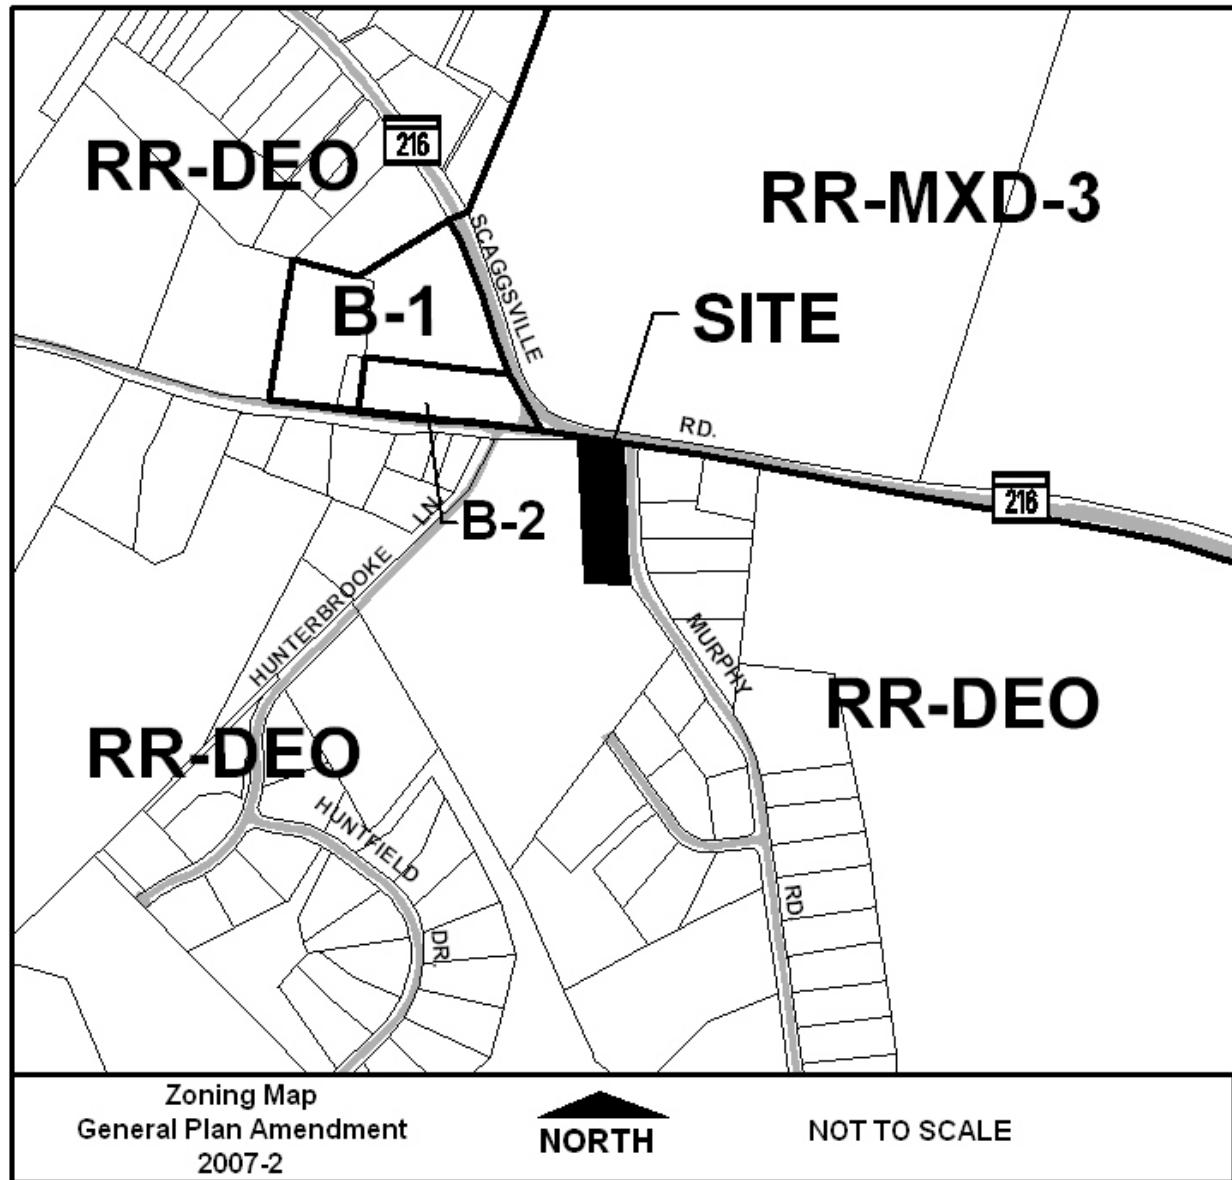 RR-DEO
216
RR-MXD-3
SCAGGSVILLE
B-1
SITE
RD.
216
LN.
B-2
HUNTERBROOKE
MURPHY
RR-DEO
RR-DEO
HUNTFIELD
RD
DR.
Zoning Map
General Plan Amendment
2007-2
NORTH
NOT TO SCALE